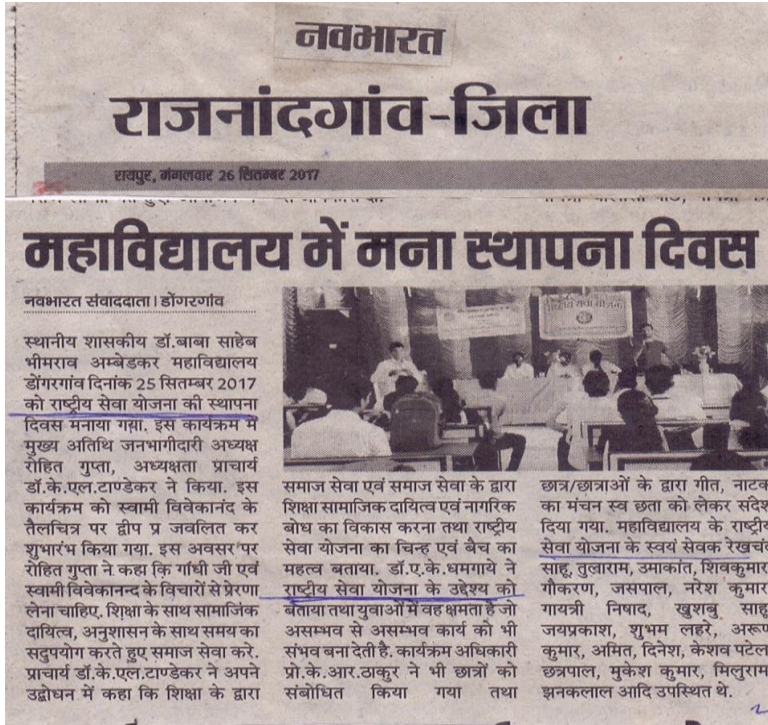 नवभारत
राजनांदगांव-जिला
रायपुर, मंगलवार 26 सितम्बर 2017
महाविद्यालय में मना स्थापना दिवस
नवभारत संवाददाता। डोंगरगांव
स्थानीय शासकीय डॉ.बाबा साहेब
भीमराव अम्बेडकर महाविद्यालय
डोंगरगांव दिनांक 25 सितम्बर 2017
को राष्ट्रीय सेवा योजना की स्थापना
दिवस मनाया गया. इस कार्यक्रम में
मुख्य अतिथि जनभागीदारी अध्यक्ष
रोहित गुप्ता, अध्यक्षता प्राचार्य
डॉ.के.एल.टाण्डेकर ने किया. इस
कार्यक्रम को स्वामी विवेकानंद के
तैलचित्र पर द्वीप प्र जवलित कर
शुभारंभ किया गया. इस अवसर पर
रोहित गुप्ता ने कहा कि गाँधी जी एवं
स्वामी विवेकानन्द के विचारों से प्रेरणा
लेना चाहिए. शिक्षा के साथ सामाजिक
दायित्व, अनुशासन के साथ समय का
सदुपयोग करते हुए समाज सेवा करे.
प्राचार्य डॉ.के.एल.टाण्डेकर ने अपने
उद्बोधन में कहा कि शिक्षा के द्वारा
समाज सेवा एवं समाज सेवा के द्वारा
शिक्षा सामाजिक दायित्व एवं नागरिक
बोध का विकास करना तथा राष्ट्रीय
सेवा योजना का चिन्ह एवं बैच का
महत्व बताया. डॉ.ए.के.धमगाये ने
राष्ट्रीय सेवा योजना के उद्देश्य को
बताया तथा युवाओं में वह क्षमता है जो
असम्भव से असम्भव कार्य को भी
संभव बना देती है. कार्यक्रम अधिकारी
प्रो.के.आर.ठाकुर ने भी छात्रों को
संबोधित किया गया तथा
छात्र/छात्राओं के द्वारा गीत, नाटक
का मंचन स्व छता को लेकर संदेश
दिया गया. महाविद्यालय के राष्ट्रीय
सेवा योजना के स्वयं सेवक रेखचंद
साहू, तुलाराम, उमाकांत, शिवकुमार
गौकरण, जसपाल, नरेश कुमार
गायत्री निषाद, खुशबु साहू
जयप्रकाश, शुभम लहरे, अरूण
कुमार, अमित, दिनेश, केशव पटेल
छत्रपाल, मुकेश कुमार, मिलुराम
झनकलाल आदि उपस्थित थे.